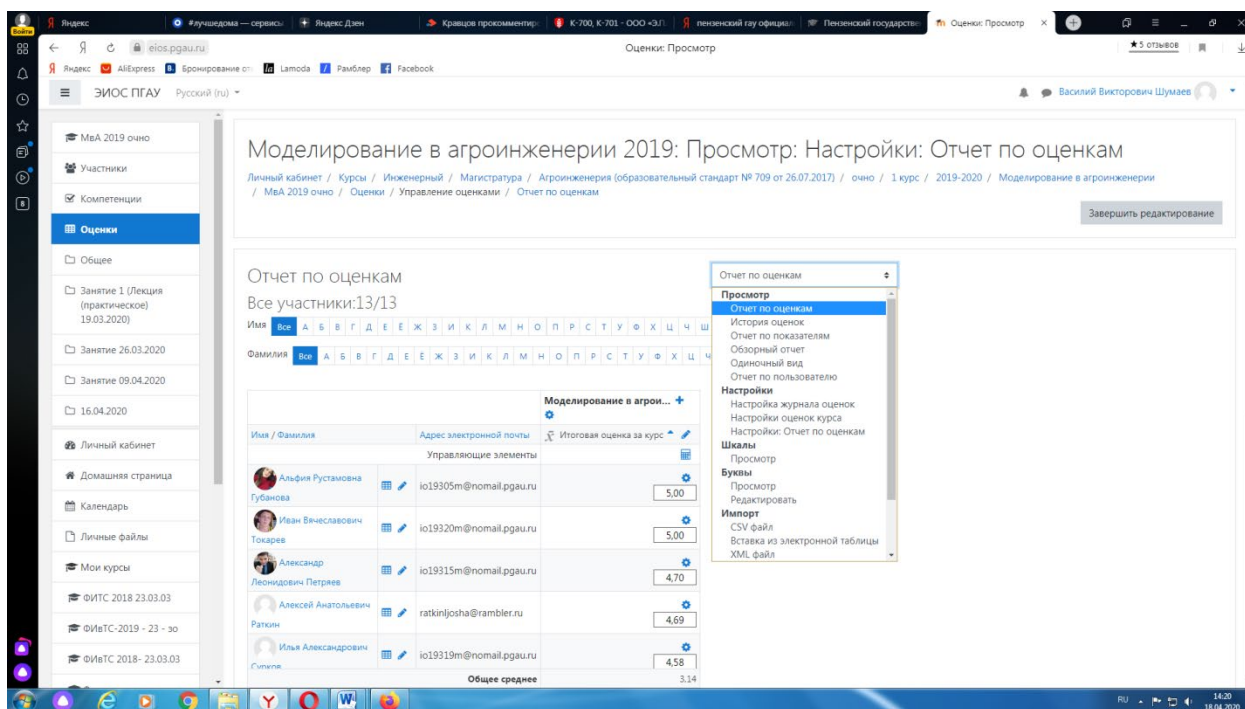 Войти
Яндекс
#лучшедома — сервисы
Яндекс Дзен
Кравцов прокомментир
К-700, К-701 - ООО «Э.Л
пензенский гау официал
Пензенский государстве
Оценки: Просмотр
eios.pgau.ru
Оценки: Просмотр
★5 отзывов
Яндекс
AliExpress
Бронирование от
Lamoda
Рамблер
Facebook
ЭИОС ПГАУ
Русский (ru)
Василий Викторович Шумаев
МвА 2019 очно
Участники
Компетенции
Оценки
Общее
Занятие 1 (Лекция
(практическое)
19.03.2020)
Занятие 26.03.2020
Занятие 09.04.2020
16.04.2020
Личный кабинет
Домашняя страница
Календарь
Личные файлы
Мои курсы
ФИТС 2018 23.03.03
ФИвТС-2019 - 23 - зо
ФИвТС 2018- 23.03.03
Моделирование в агроинженерии 2019: Просмотр: Настройки: Отчет по оценкам
Личный кабинет / Курсы / Инженерный / Магистратура / Агроинженерия (образовательный стандарт № 709 от 26.07.2017) / очно / 1 курс / 2019-2020 / Моделирование в агроинженерии
/ МвА 2019 очно / Оценки / Управление оценками / Отчет по оценкам
Завершить редактирование
Отчет по оценкам
Все участники:13/13
Имя Все А Б В Г Д Е Ё Ж З И К Л М Н О П Р С Т У Ф Х Ц Ч Ш
Фамилия Все А Б В Г Д Е Ё Ж З И К Л М Н О П Р С Т У Ф Х Ц Ч
Отчет по оценкам
Просмотр
Отчет по оценкам
История оценок
Отчет по показателям
Обзорный отчет
Одиночный вид
Отчет по пользователю
Настройки
Настройка журнала оценок
Настройки оценок курса
Настройки: Отчет по оценкам
Шкалы
Просмотр
Буквы
Просмотр
Редактировать
Импорт
CSV файл
Вставка из электронной таблицы
XML файл
Моделирование в агрои...
Имя / Фамилия
Адрес электронной почты
Итоговая оценка за курс
Управляющие элементы
Альфия Рустамовна
Губанова
io19305m@nomail.pgau.ru
5,00
Иван Вячеславович
Токарев
io19320m@nomail.pgau.ru
5,00
Александр
Леонидович Петряев
io19315m@nomail.pgau.ru
4,70
Алексей Анатольевич
Раткин
ratkinljosha@rambler.ru
4,69
Илья Александрович
Сурков
io19319m@nomail.pgau.ru
4,58
Общее среднее
3,14
RU
14:20
18.04.2020